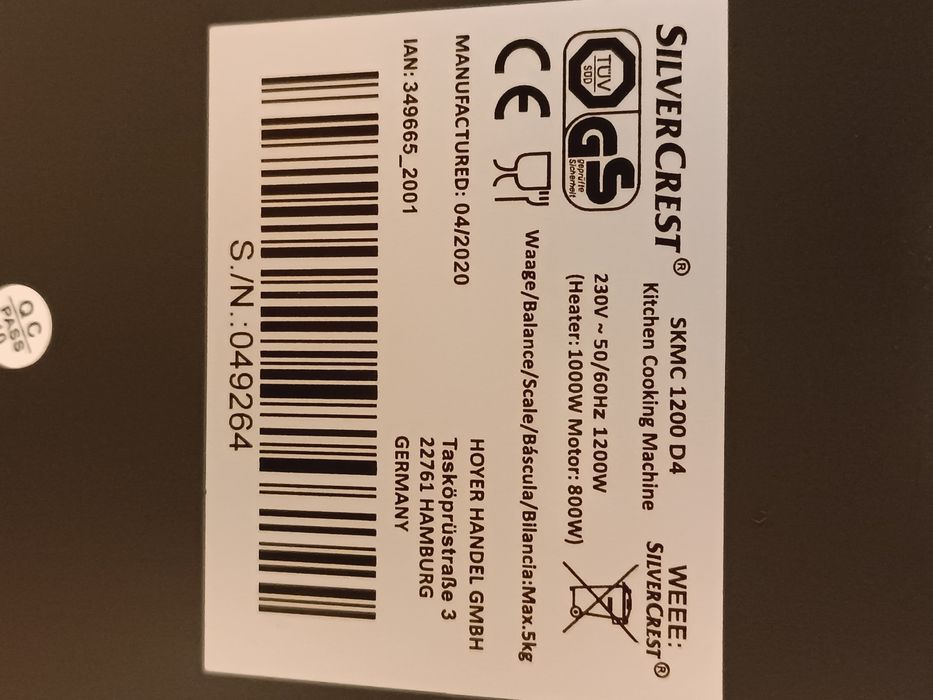 SILVERCREST®
SKMC 1200 D4
Kitchen Cooking Machine
WEEE:
SILVERCREST®
TÜV
SÜD
GS
geprüfte
Sicherheit
230V ~ 50/60Hz 1200W
(Heater: 1000W Motor: 800W)
CE
Waage/Balance/Scale/Báscula/Bilancia:Max.5kg
MANUFACTURED: 04/2020
IAN: 349665_2001
HOYER HANDEL GMBH
Tasköprüstraße 3
22761 HAMBURG
GERMANY
S./N.:049264
QC
PASS